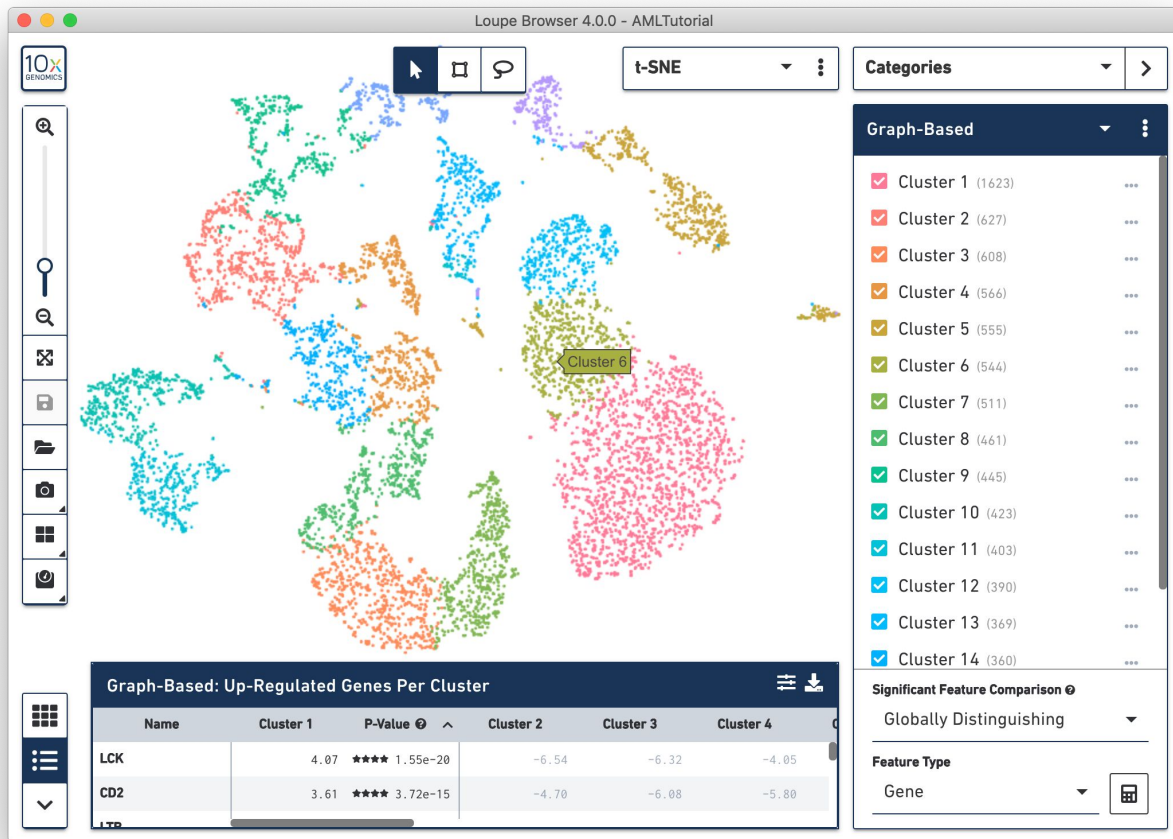 Loupe Browser 4.0.0 - AMLTutorial
10x
GENOMICS
t-SNE
Categories
Graph-Based
Cluster 1 (1623)
Cluster 2 (627)
Cluster 3 (608)
Cluster 4 (566)
Cluster 5 (555)
Cluster 6 (544)
Cluster 7 (511)
Cluster 8 (461)
Cluster 9 (445)
Cluster 10 (423)
Cluster 11 (403)
Cluster 12 (390)
Cluster 13 (369)
Cluster 14 (360)
Cluster 6
Significant Feature Comparison ?
Globally Distinguishing
Feature Type
Gene
Graph-Based: Up-Regulated Genes Per Cluster
Name Cluster 1 P-Value ? Cluster 2 Cluster 3 Cluster 4
LCK 4.07 ★★★★ 1.55e-20 -6.54 -6.32 -4.05
CD2 3.61 ★★★★ 3.72e-15 -4.70 -6.08 -5.80